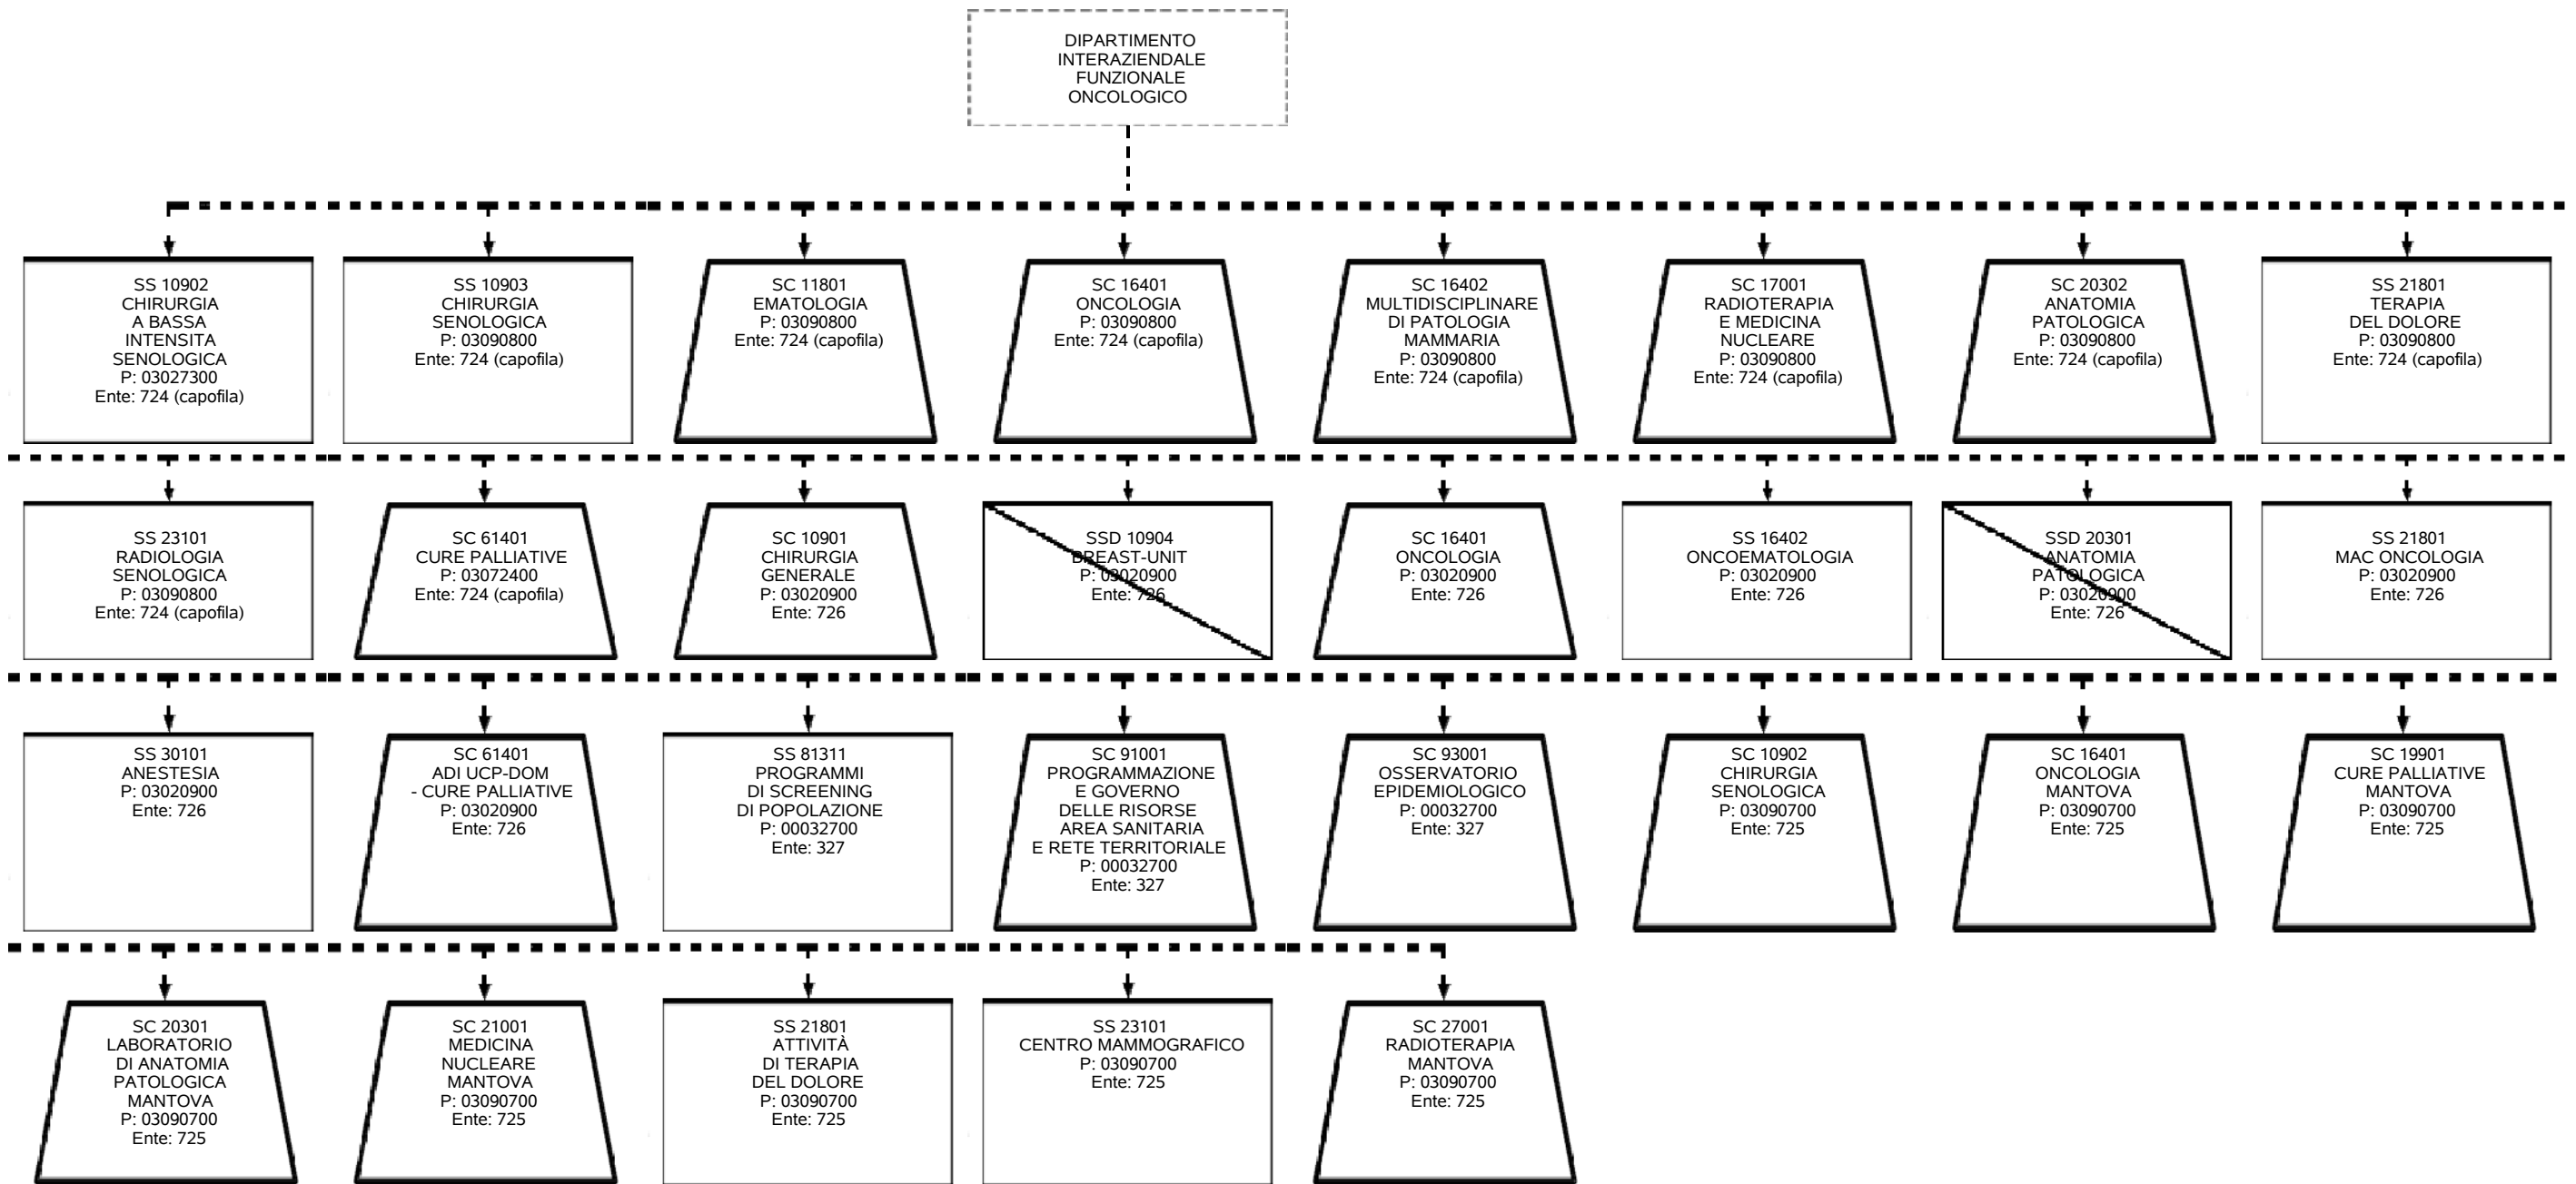 DIPARTIMENTO
INTERAZIENDALE
FUNZIONALE
ONCOLOGICO
SS 10902
CHIRURGIA
A BASSA
INTENSITA
SENOLOGICA
P: 03027300
Ente: 724 (capofila)
SS 10903
CHIRURGIA
SENOLOGICA
P: 03090800
Ente: 724 (capofila)
SC 11801
EMATOLOGIA
P: 03090800
Ente: 724 (capofila)
SC 16401
ONCOLOGIA
P: 03090800
Ente: 724 (capofila)
SC 16402
MULTIDISCIPLINARE
DI PATOLOGIA
MAMMARIA
P: 03090800
Ente: 724 (capofila)
SC 17001
RADIOTERAPIA
E MEDICINA
NUCLEARE
P: 03090800
Ente: 724 (capofila)
SC 20302
ANATOMIA
PATOLOGICA
P: 03090800
Ente: 724 (capofila)
SS 21801
TERAPIA
DEL DOLORE
P: 03090800
Ente: 724 (capofila)
SS 23101
RADIOLOGIA
SENOLOGICA
P: 03090800
Ente: 724 (capofila)
SC 61401
CURE PALLIATIVE
P: 03072400
Ente: 724 (capofila)
SC 10901
CHIRURGIA
GENERALE
P: 03020900
Ente: 726
SSD 10904
BREAST-UNIT
P: 03020900
Ente: 726
SC 16401
ONCOLOGIA
P: 03020900
Ente: 726
SS 16402
ONCOEMATOLOGIA
P: 03020900
Ente: 726
SSD 20301
ANATOMIA
PATOLOGICA
P: 03020900
Ente: 726
SS 21801
MAC ONCOLOGIA
P: 03020900
Ente: 726
SS 30101
ANESTESIA
P: 03020900
Ente: 726
SC 61401
ADI UCP-DOM
- CURE PALLIATIVE
P: 03020900
Ente: 726
SS 81311
PROGRAMMI
DI SCREENING
DI POPOLAZIONE
P: 00032700
Ente: 327
SC 91001
PROGRAMMAZIONE
E GOVERNO
DELLE RISORSE
AREA SANITARIA
E RETE TERRITORIALE
P: 00032700
Ente: 327
SC 93001
OSSERVATORIO
EPIDEMIOLOGICO
P: 00032700
Ente: 327
SC 10902
CHIRURGIA
SENOLOGICA
P: 03090700
Ente: 725
SC 16401
ONCOLOGIA
MANTOVA
P: 03090700
Ente: 725
SC 19901
CURE PALLIATIVE
MANTOVA
P: 03090700
Ente: 725
SC 20301
LABORATORIO
DI ANATOMIA
PATOLOGICA
MANTOVA
P: 03090700
Ente: 725
SC 21001
MEDICINA
NUCLEARE
MANTOVA
P: 03090700
Ente: 725
SS 21801
ATTIVITÀ
DI TERAPIA
DEL DOLORE
P: 03090700
Ente: 725
SS 23101
CENTRO MAMMOGRAFICO
P: 03090700
Ente: 725
SC 27001
RADIOTERAPIA
MANTOVA
P: 03090700
Ente: 725